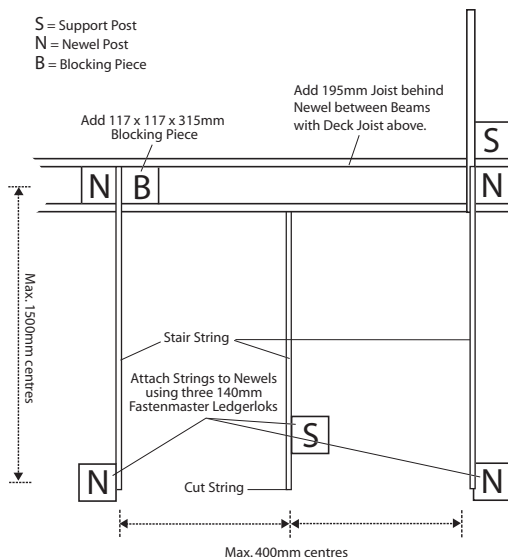 S = Support Post
N = Newel Post
B = Blocking Piece
Add 117 x 117 x 315mm
Blocking Piece
Add 195mm Joist behind
Newel between Beams
with Deck Joist above.
S
N
B
N
Max. 1500mm centres
Stair String
Attach Strings to Newels
using three 140mm
Fastenmaster Ledgerloks
S
N
Cut String
N
Max. 400mm centres